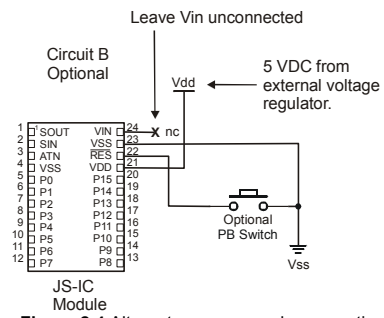 Leave Vin unconnected
Circuit B
Optional
Vdd
5 VDC from
external voltage
regulator.
X nc
1 SOUT VIN 24
2 SIN VSS 23
3 ATN RES 22
4 VSS VDD 21
5 P0 P15 20
6 P1 P14 19
7 P2 P13 18
8 P3 P12 17
9 P4 P11 16
10 P5 P10 15
11 P6 P9 14
12 P7 P8 13
Optional
PB Switch
Vss
JS-IC
Module